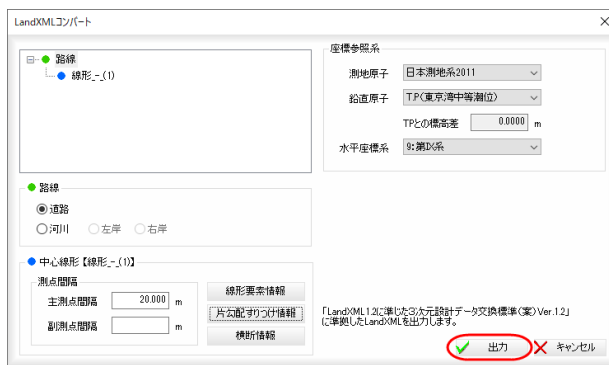 LandXMLコンバート
路線
線形_-_(1)
座標参照系
測地原子 日本測地系2011
鉛直原子 T.P(東京湾中等潮位)
TPとの標高差 0.0000 m
水平座標系 9:第IX系
路線
道路
河川 左岸 右岸
中心線形【線形_-_(1)】
測点間隔
主測点間隔 20.000 m
副測点間隔 m
線形要素情報
片勾配すりつけ情報
横断情報
「LandXML1.2に準じた3次元設計データ交換標準(案)Ver.1.2」
に準拠したLandXMLを出力します。
出力 キャンセル